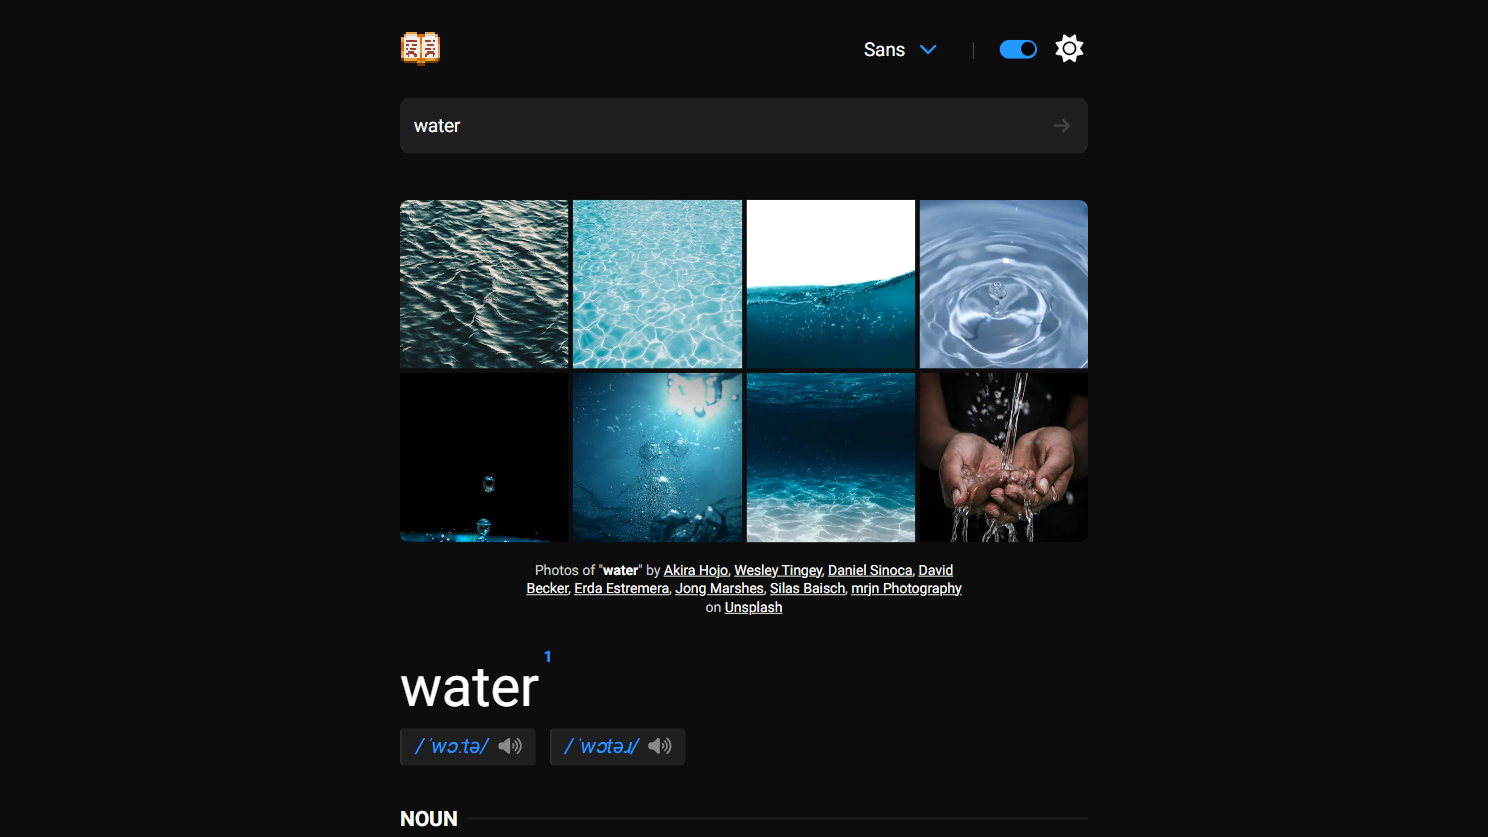 Sans
water
Photos of "water" by Akira Hojo, Wesley Tingey, Daniel Sinoca, David
Becker, Erda Estremera, Jong Marshes, Silas Baisch, mrjn Photography
on Unsplash
water 1
/ˈwɔːtə/ /ˈwɔtəɹ/
NOUN